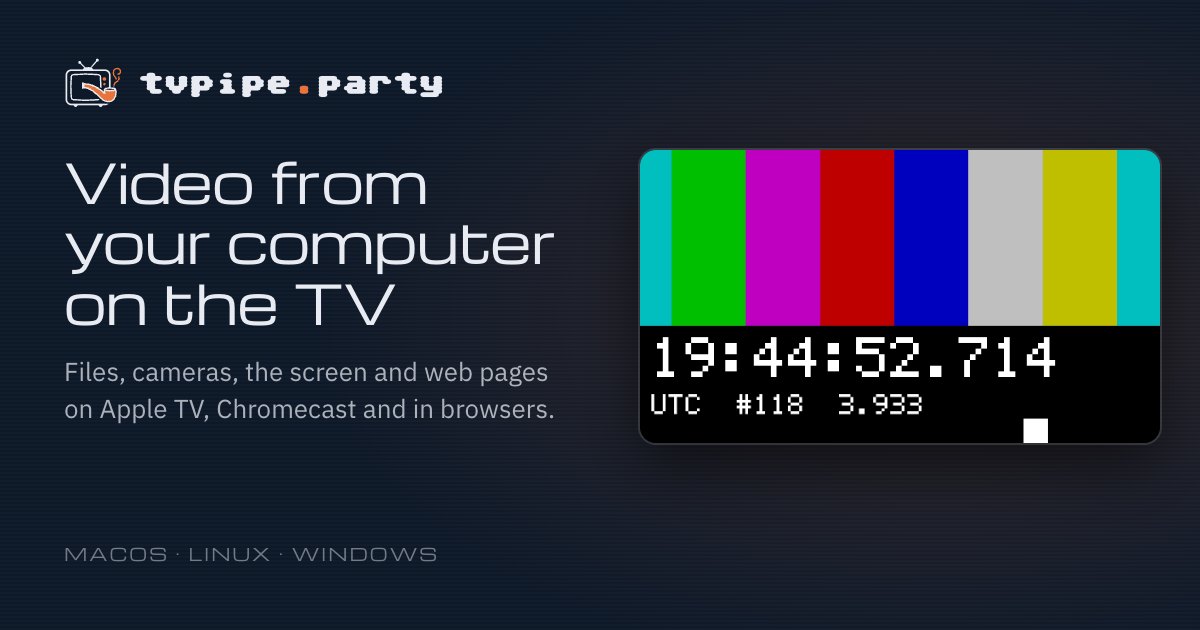 tvpipe.party
Video from
your computer
on the TV
Files, cameras, the screen and web pages
on Apple TV, Chromecast and in browsers.
19:44:52.714
UTC #118 3.933
MACOS · LINUX · WINDOWS